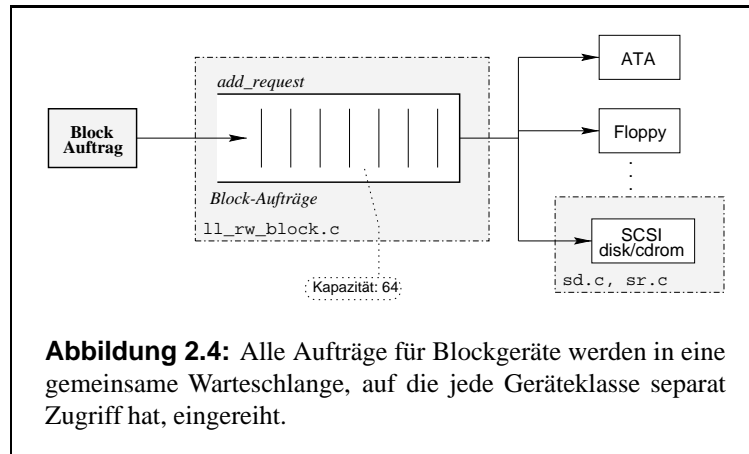 add_request
Block
Auftrag
Block-Aufträge
ll_rw_block.c
Kapazität: 64
ATA
Floppy
SCSI
disk/cdrom
sd.c, sr.c
Abbildung 2.4: Alle Aufträge für Blockgeräte werden in eine
gemeinsame Warteschlange, auf die jede Geräteklasse separat
Zugriff hat, eingereiht.